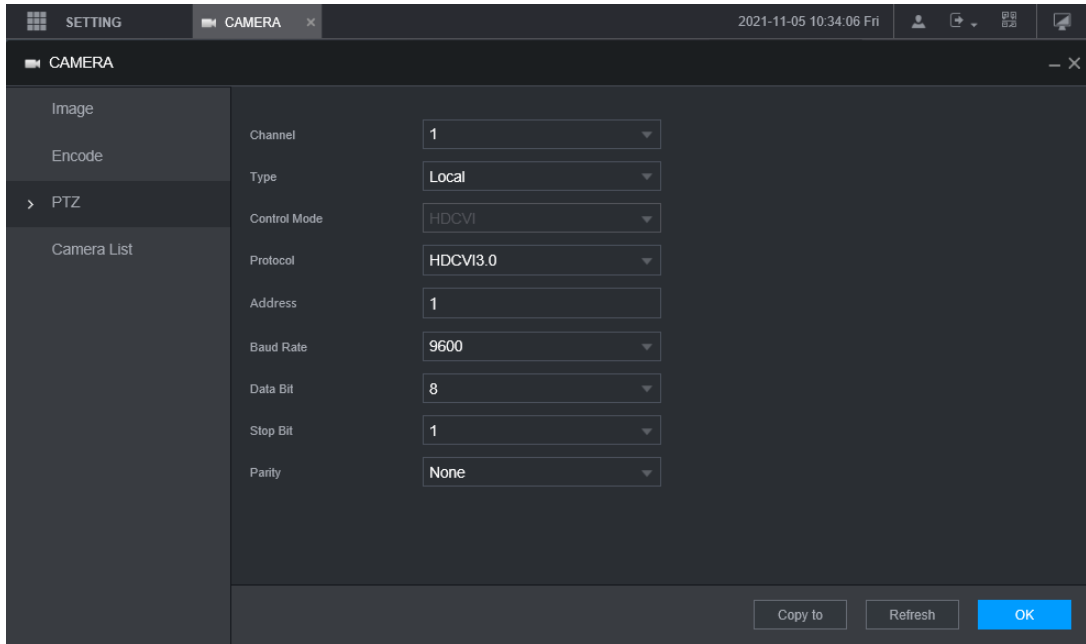 SETTING CAMERA × 2021-11-05 10:34:06 Fri
CAMERA
Image
Encode
PTZ
Camera List
Channel 1
Type Local
Control Mode HDCVI
Protocol HDCVI3.0
Address 1
Baud Rate 9600
Data Bit 8
Stop Bit 1
Parity None
Copy to Refresh OK